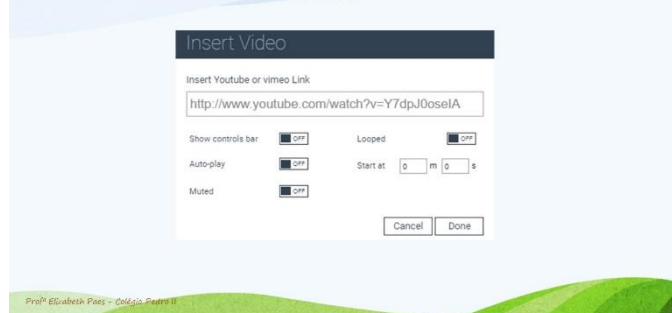 Insert Video
Insert Youtube or vimeo Link
http://www.youtube.com/watch?v=Y7dpJ0oseIA
Show controls bar OFF Looped OFF
Auto-play OFF Start at 0 m 0 s
Muted OFF
Cancel Done
Profª Elizabeth Paes - Colégio Pedro II